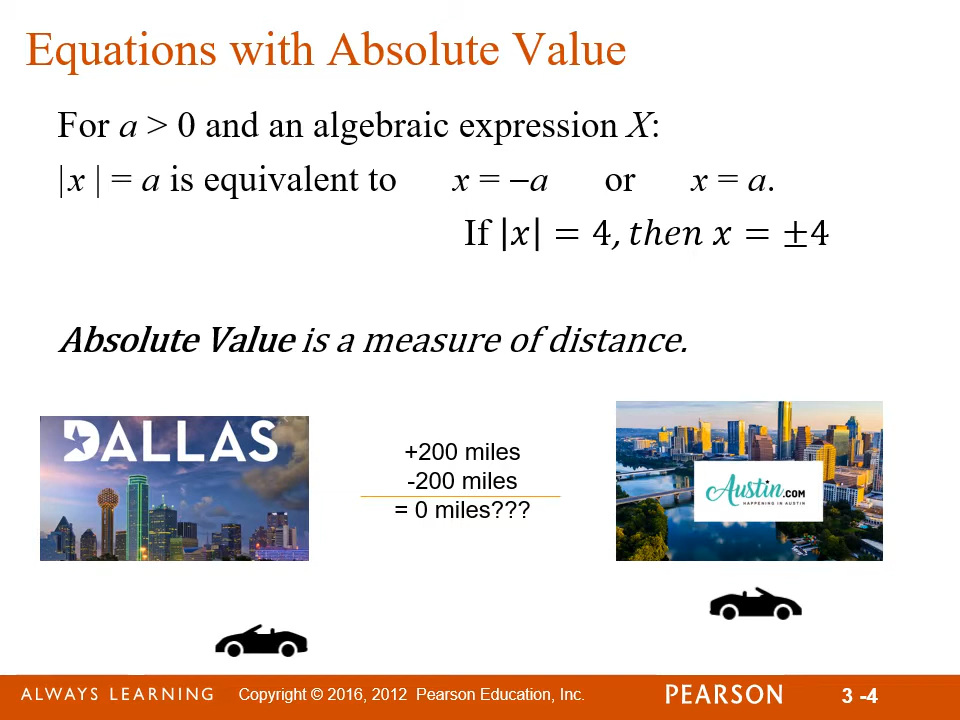 Equations with Absolute Value
For a > 0 and an algebraic expression X:
|x | = a is equivalent to x = −a or x = a.
If |x| = 4, then x = ±4
Absolute Value is a measure of distance.
DALLAS
+200 miles
-200 miles
= 0 miles???
Austin.COM
HAPPENING IN AUSTIN
ALWAYS LEARNING Copyright © 2016, 2012 Pearson Education, Inc. PEARSON 3 -4